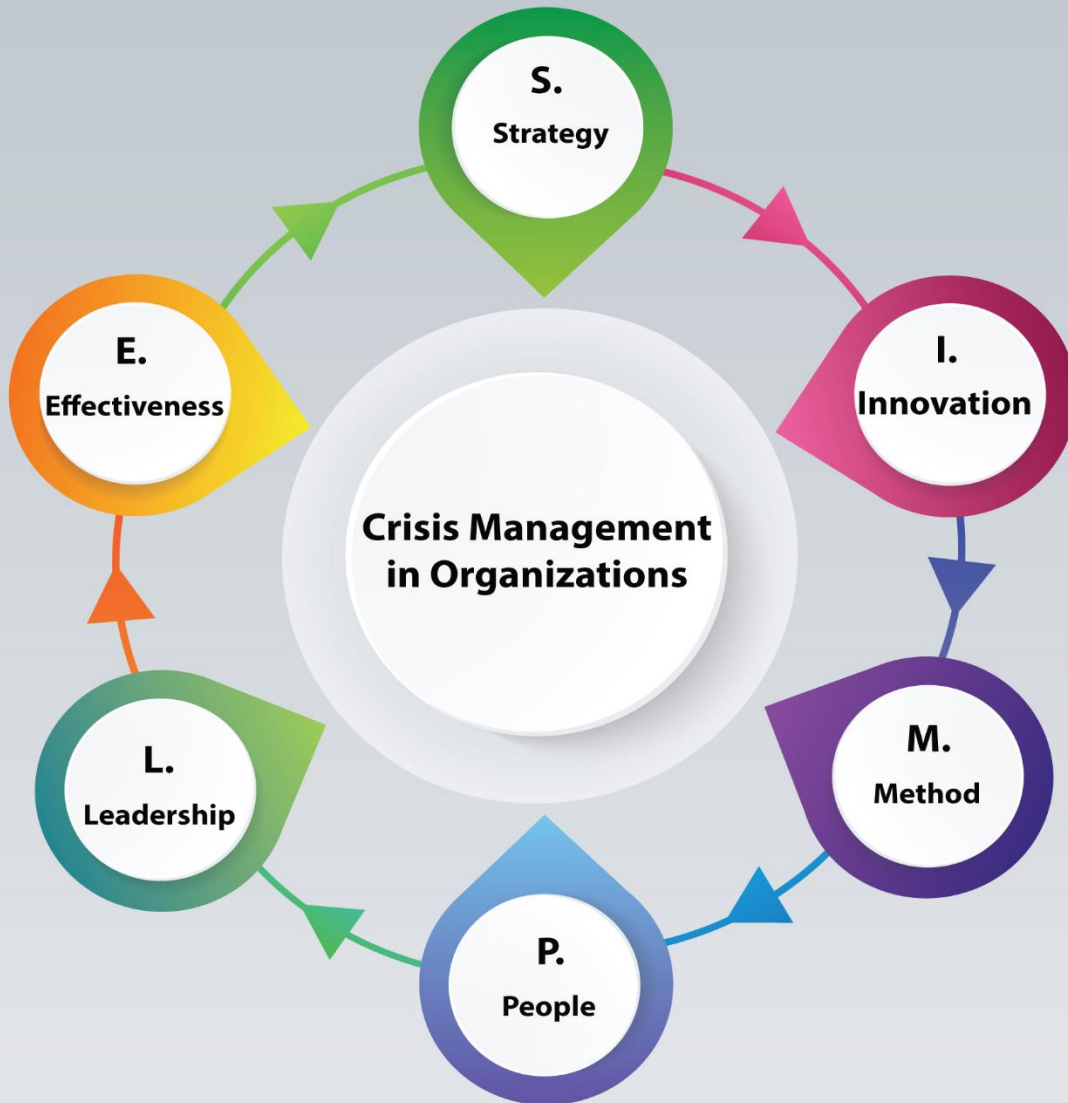 S.
Strategy
I.
Innovation
M.
Method
P.
People
L.
Leadership
E.
Effectiveness
Crisis Management
in Organizations